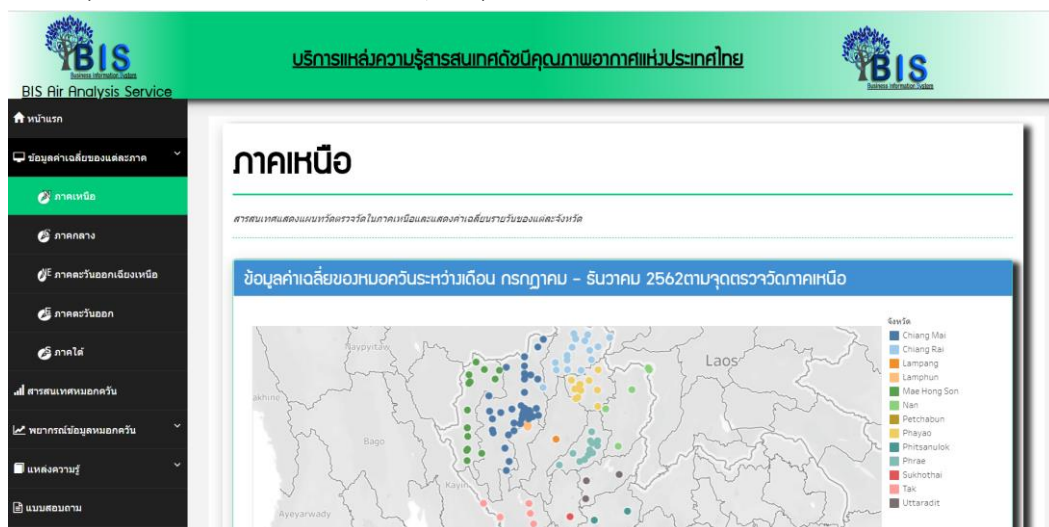 BIS
Business Information System
BIS Air Analysis Service
บริการแหล่งความรู้สารสนเทศดัชนีคุณภาพอากาศแห่งประเทศไทย
BIS
Business Information System
หน้าแรก
ข้อมูลค่าเฉลี่ยของแต่ละภาค
ภาคเหนือ
ภาคกลาง
ภาคตะวันออกเฉียงเหนือ
ภาคตะวันออก
ภาคใต้
สารสนเทศหมอกควัน
พยากรณ์ข้อมูลหมอกควัน
แหล่งความรู้
แบบสอบถาม
ภาคเหนือ
สารสนเทศแสดงแผนทวัดตรวจวัดในภาคเหนือและแสดงค่าเฉลี่ยนรายวันของแต่ละจังหวัด
ข้อมูลค่าเฉลี่ยของหมอควันระหว่างเดือน กรกฎาคม - ธันวาคม 2562ตามจุดตรวจวัดภาคเหนือ
Naypyitaw
Laos
Bago
Kayin
Ayeyarwady
จังหวัด
Chiang Mai
Chiang Rai
Lampang
Lamphun
Mae Hong Son
Nan
Petchabun
Phayao
Phitsanulok
Phrae
Sukhothai
Tak
Uttaradit